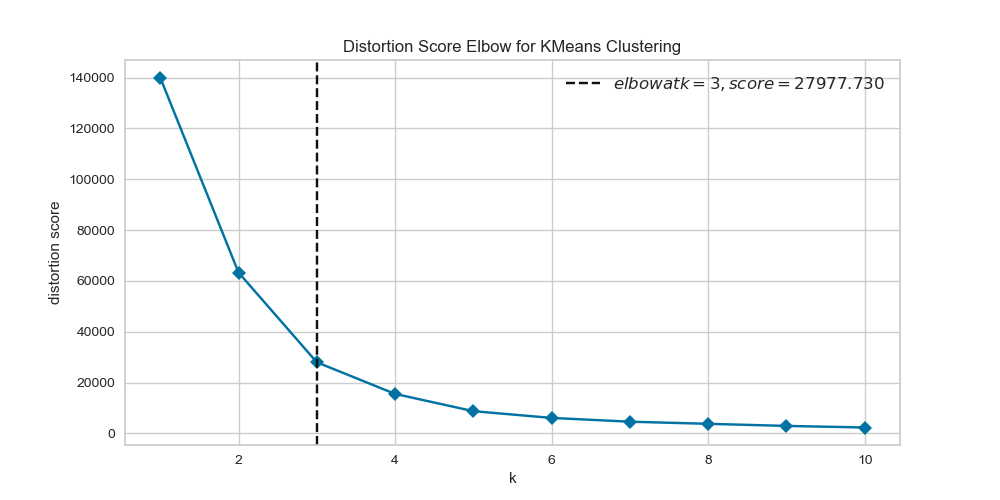 Distortion Score Elbow for KMeans Clustering
elbowatk = 3, score = 27977.730
140000
120000
100000
80000
60000
40000
20000
0
distortion score
2 4 6 8 10
k